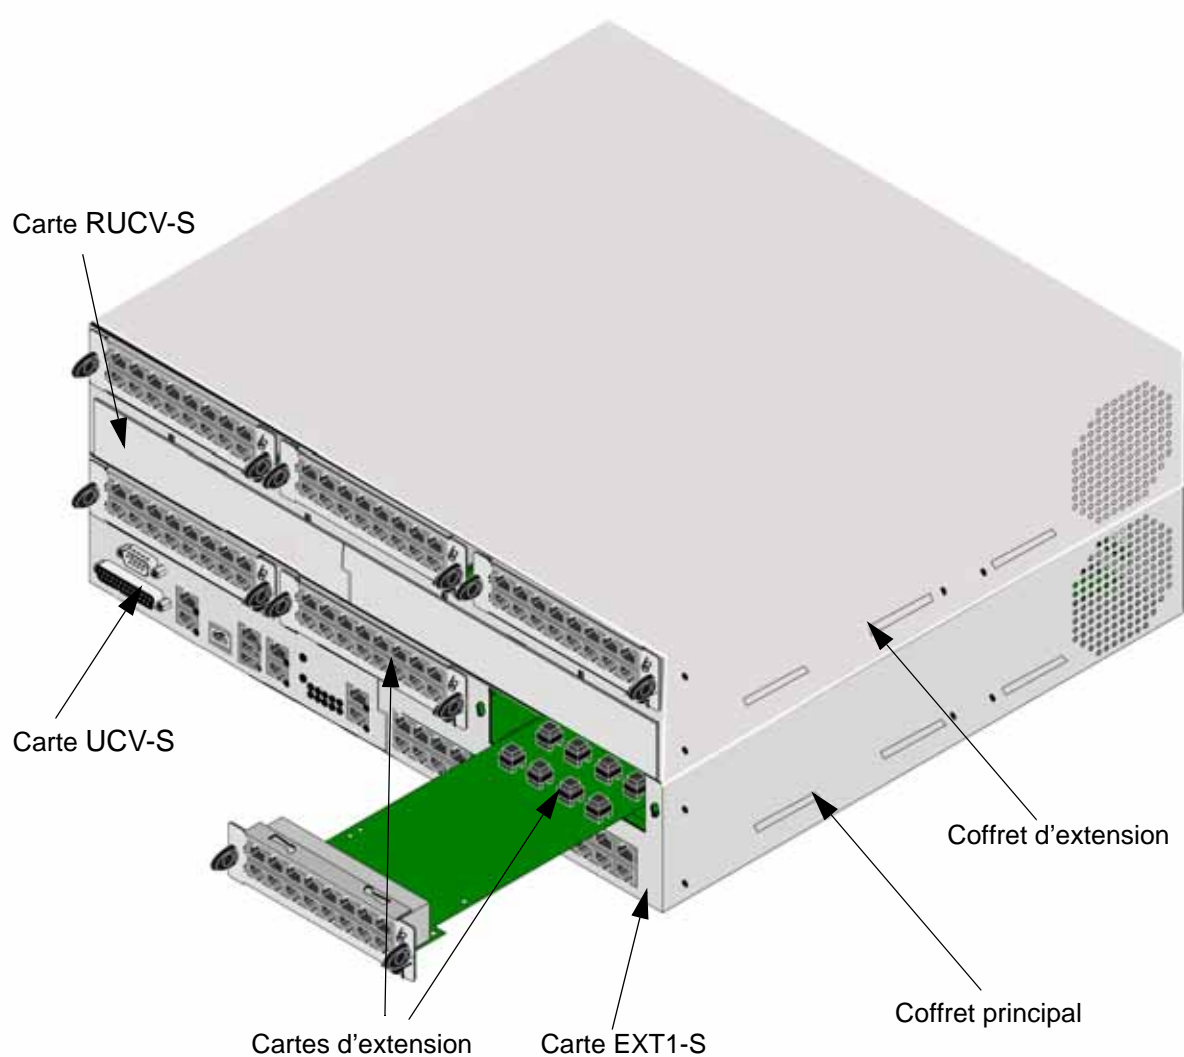 Carte RUCV-S
Carte UCV-S
Coffret d’extension
Coffret principal
Cartes d’extension
Carte EXT1-S